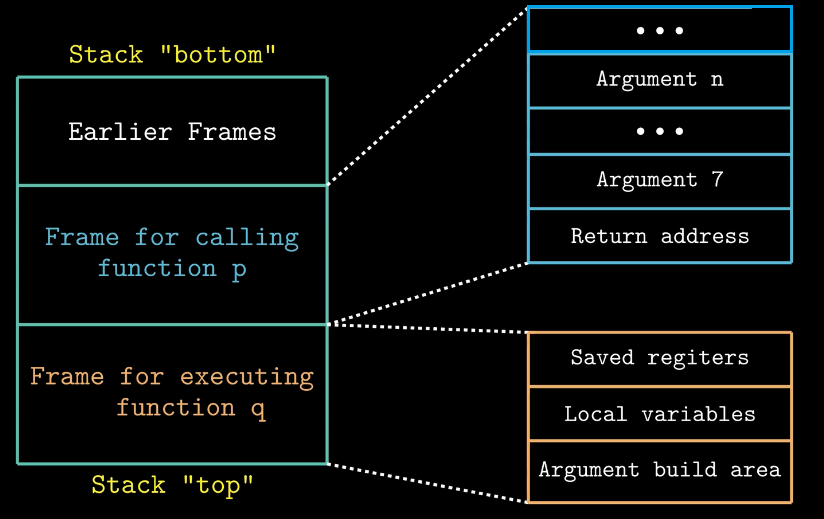 Stack "bottom"
Earlier Frames
Frame for calling
function p
Frame for executing
function q
Stack "top"
•••
Argument n
•••
Argument 7
Return address
Saved regiters
Local variables
Argument build area